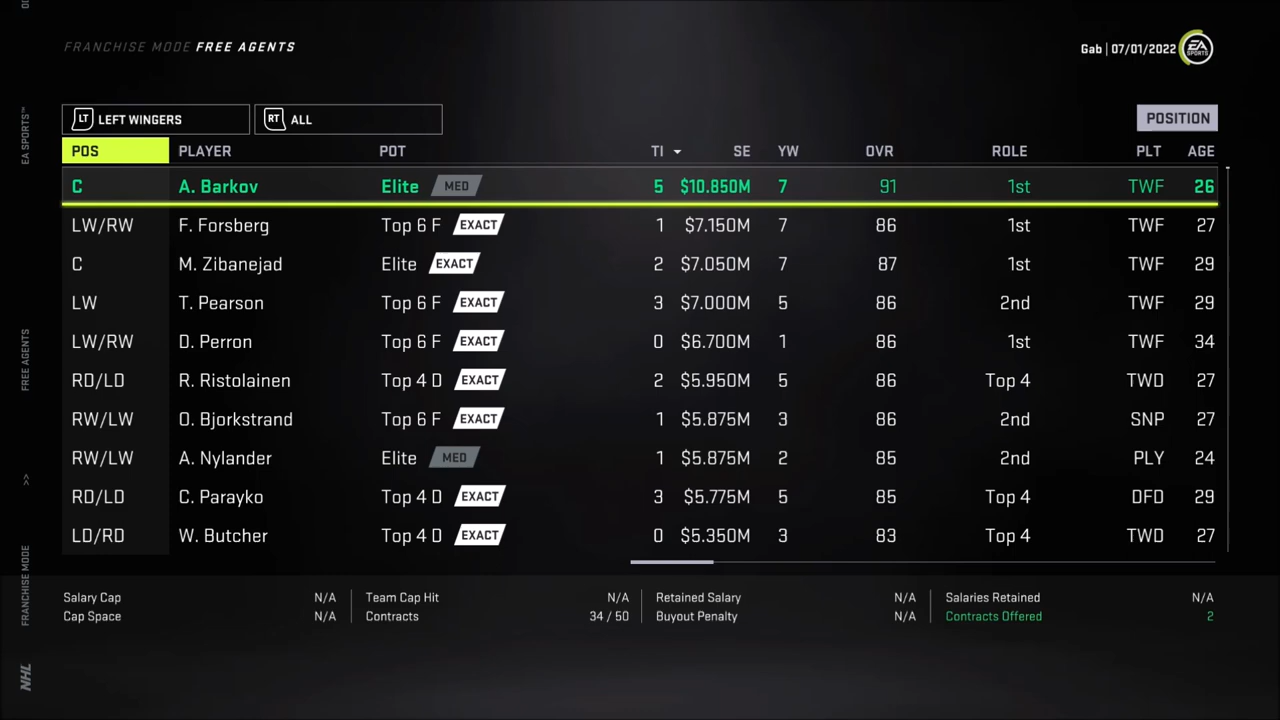 FRANCHISE MODE FREE AGENTS
Gab | 07/01/2022 EA SPORTS
LT LEFT WINGERS RT ALL POSITION
POS PLAYER POT TI SE YW OVR ROLE PLT AGE
C A. Barkov Elite MED 5 $10.850M 7 91 1st TWF 26
LW/RW F. Forsberg Top 6 F EXACT 1 $7.150M 7 86 1st TWF 27
C M. Zibanejad Elite EXACT 2 $7.050M 7 87 1st TWF 29
LW T. Pearson Top 6 F EXACT 3 $7.000M 5 86 2nd TWF 29
LW/RW D. Perron Top 6 F EXACT 0 $6.700M 1 86 1st TWF 34
RD/LD R. Ristolainen Top 4 D EXACT 2 $5.950M 5 86 Top 4 TWD 27
RW/LW O. Bjorkstrand Top 6 F EXACT 1 $5.875M 3 86 2nd SNP 27
RW/LW A. Nylander Elite MED 1 $5.875M 2 85 2nd PLY 24
RD/LD C. Parayko Top 4 D EXACT 3 $5.775M 5 85 Top 4 DFD 29
LD/RD W. Butcher Top 4 D EXACT 0 $5.350M 3 83 Top 4 TWD 27
Salary Cap N/A Team Cap Hit N/A Retained Salary N/A Salaries Retained N/A
Cap Space N/A Contracts 34 / 50 Buyout Penalty N/A Contracts Offered 2
NHL FRANCHISE MODE >> FREE AGENTS EA SPORTS™